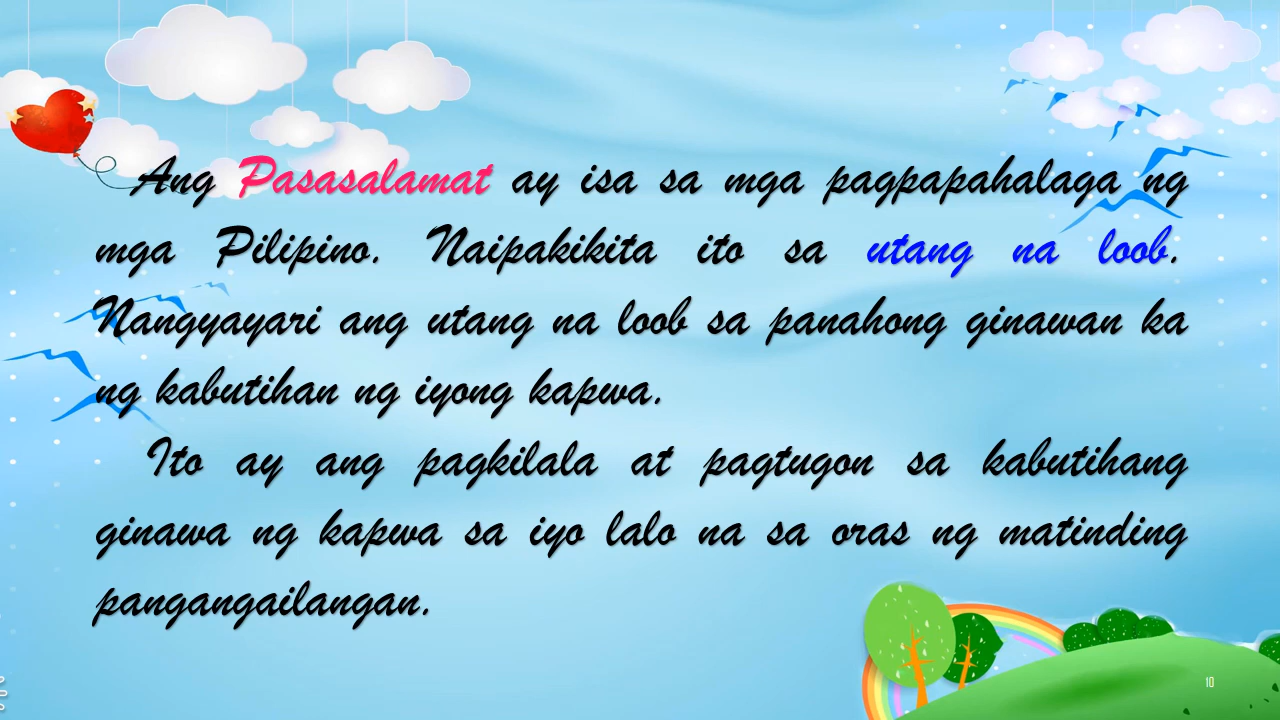 Ang Pasasalamat ay isa sa mga pagpapahalaga ng
mga Pilipino. Naipakikita ito sa utang na loob.
Nangyayari ang utang na loob sa panahong ginawan ka
ng kabutihan ng iyong kapwa.
Ito ay ang pagkilala at pagtugon sa kabutihang
ginawa ng kapwa sa iyo lalo na sa oras ng matinding
pangangailangan.
10